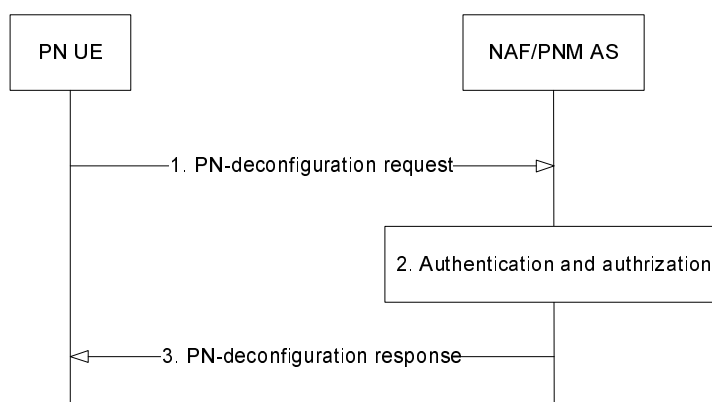 PN UE
NAF/PNM AS
1. PN-deconfiguration request
2. Authentication and authrization
3. PN-deconfiguration response